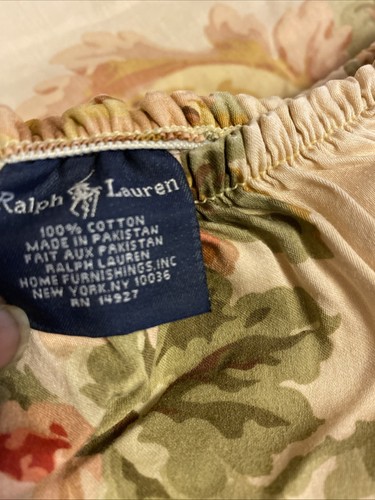 Ralph Lauren
100% COTTON
MADE IN PAKISTAN
FAIT AUX PAKISTAN
RALPH LAUREN
HOME FURNISHINGS, INC
NEW YORK, NY 10036
RN 14927